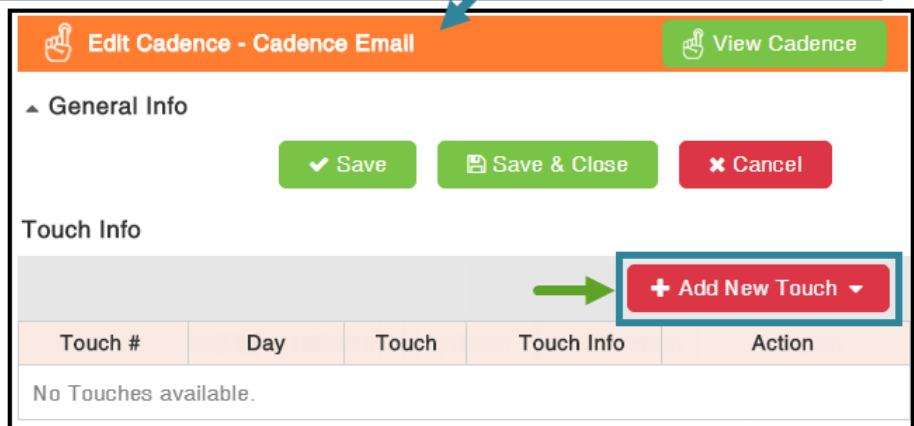 Edit Cadence - Cadence Email View Cadence
General Info
Save Save & Close Cancel
Touch Info
Add New Touch
Touch # Day Touch Touch Info Action
No Touches available.